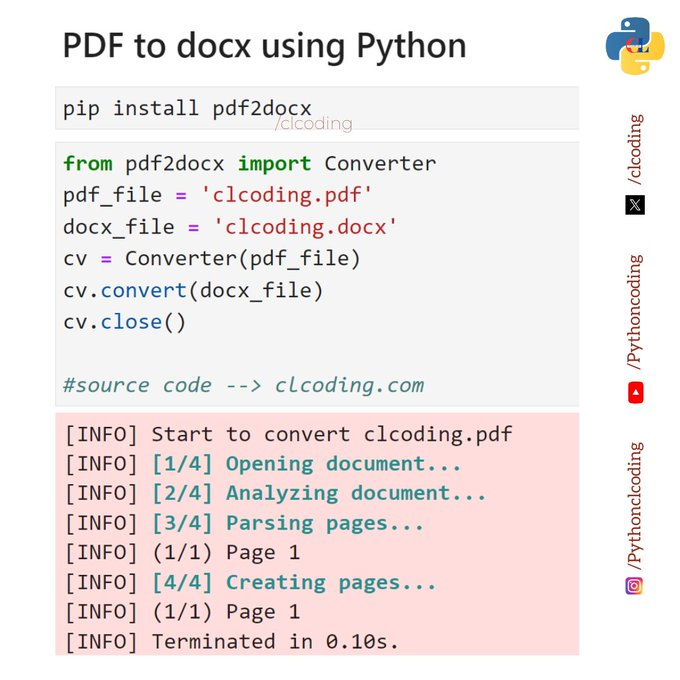 PDF to docx using Python
pip install pdf2docx
/clcoding
from pdf2docx import Converter
pdf_file = 'clcoding.pdf'
docx_file = 'clcoding.docx'
cv = Converter(pdf_file)
cv.convert(docx_file)
cv.close()
#source code --> clcoding.com
[INFO] Start to convert clcoding.pdf
[INFO] [1/4] Opening document...
[INFO] [2/4] Analyzing document...
[INFO] [3/4] Parsing pages...
[INFO] (1/1) Page 1
[INFO] [4/4] Creating pages...
[INFO] (1/1) Page 1
[INFO] Terminated in 0.10s.
/clcoding
/Pythoncoding
/Pythonclcoding